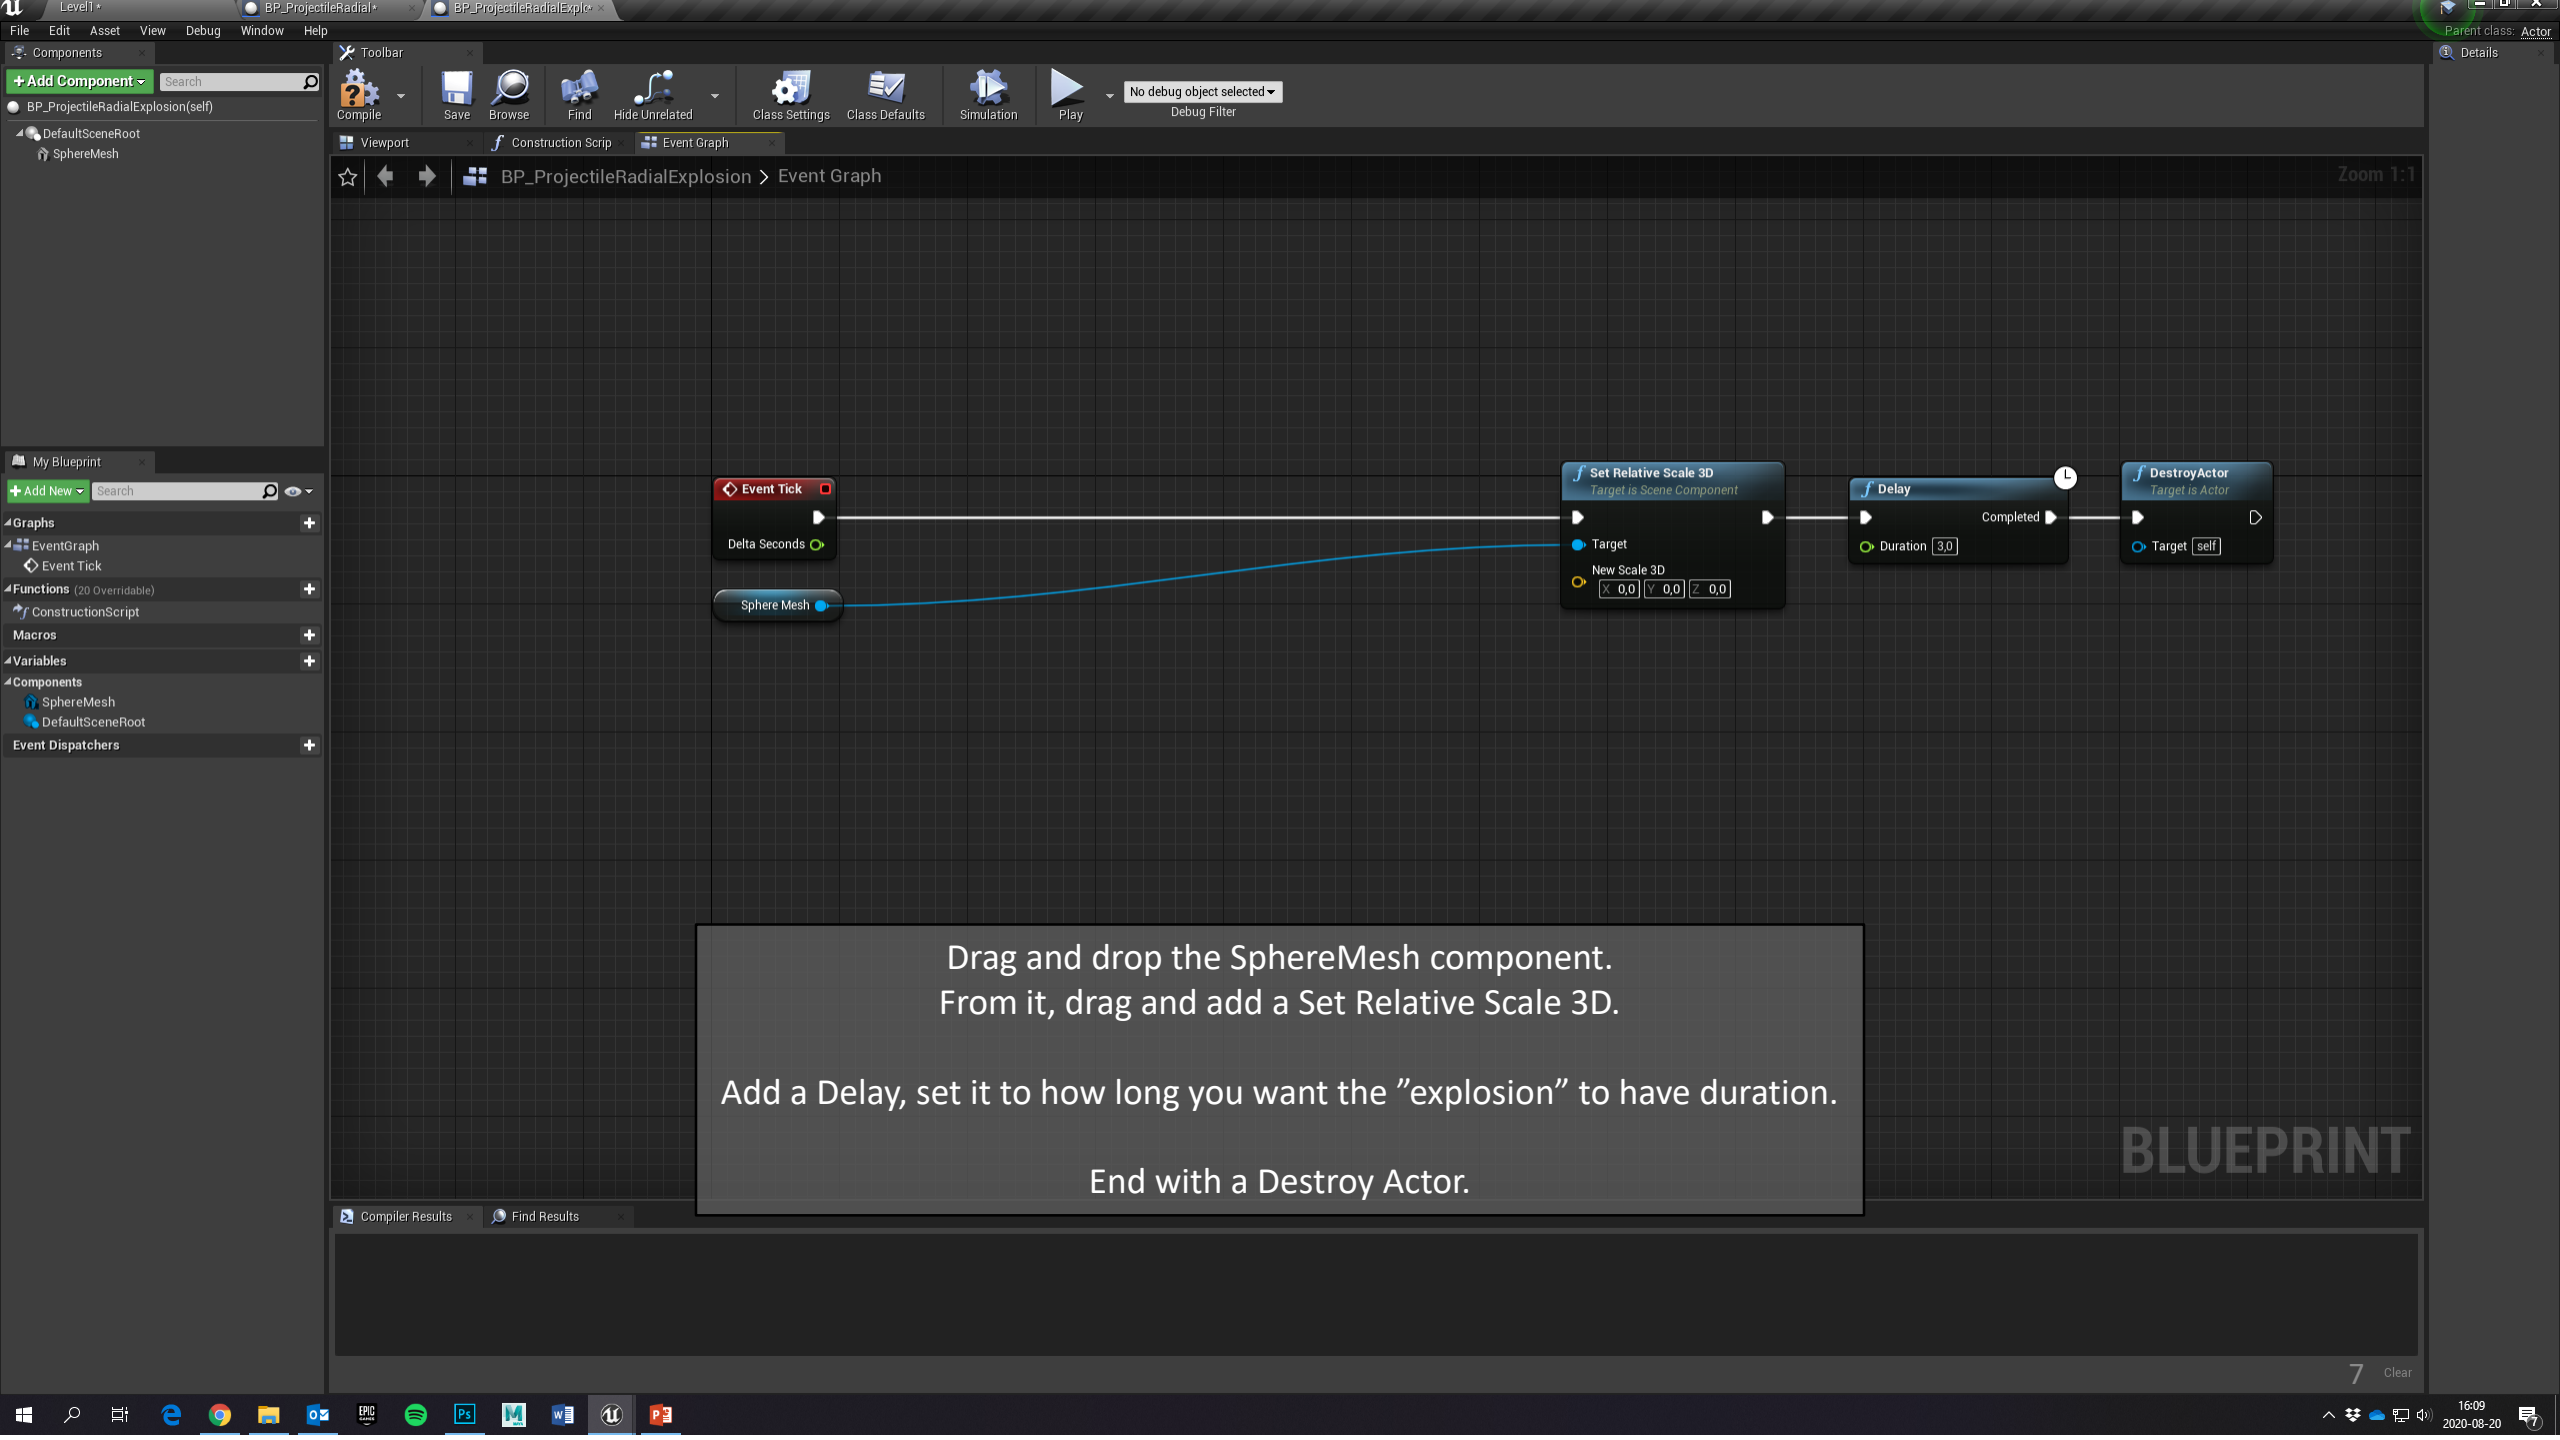 Level1*
BP_ProjectileRadial*
BP_ProjectileRadialExplo*
File Edit Asset View Debug Window Help
Parent class: Actor
Components
Toolbar
Details
+Add Component
Search
BP_ProjectileRadialExplosion(self)
DefaultSceneRoot
SphereMesh
Compile
Save
Browse
Find
Hide Unrelated
Class Settings
Class Defaults
Simulation
Play
No debug object selected
Debug Filter
Viewport
Construction Scrip
Event Graph
BP_ProjectileRadialExplosion > Event Graph
Zoom 1:1
My Blueprint
+Add New
Search
Graphs
EventGraph
Event Tick
Functions (20 Overridable)
ConstructionScript
Macros
Variables
Components
SphereMesh
DefaultSceneRoot
Event Dispatchers
Event Tick
Delta Seconds
Sphere Mesh
Set Relative Scale 3D
Target is Scene Component
Target
New Scale 3D
X 0,0 Y 0,0 Z 0,0
Delay
Completed
Duration 3,0
DestroyActor
Target is Actor
Target self
Drag and drop the SphereMesh component.
From it, drag and add a Set Relative Scale 3D.
Add a Delay, set it to how long you want the ”explosion” to have duration.
End with a Destroy Actor.
BLUEPRINT
Compiler Results
Find Results
7
Clear
EPIC GAMES
Ps
M
16:09
2020-08-20
7